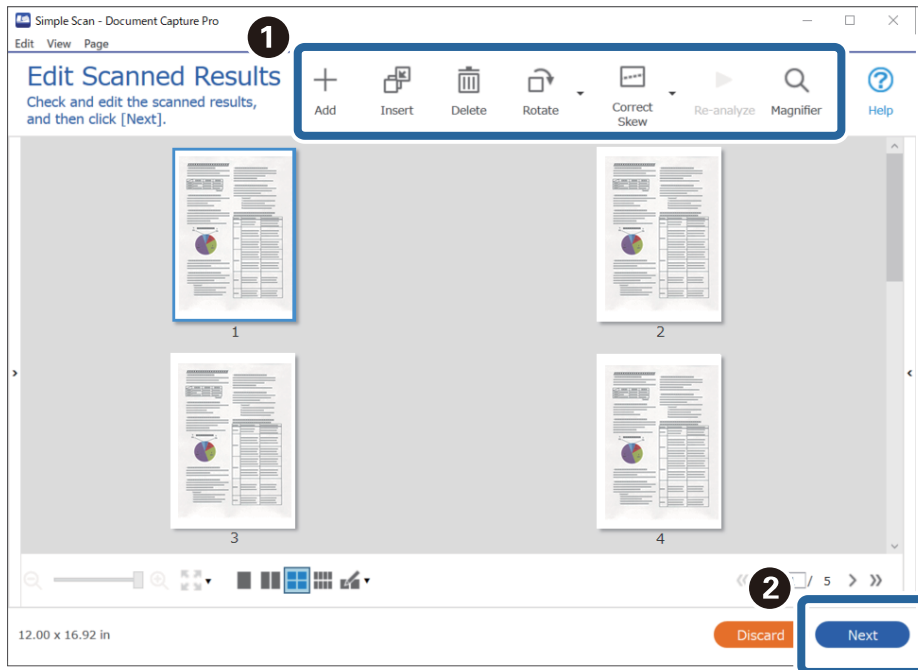 Simple Scan - Document Capture Pro
Edit View Page
1
Edit Scanned Results
Check and edit the scanned results,
and then click [Next].
Add
Insert
Delete
Rotate
Correct
Skew
Re-analyze
Magnifier
Help
1
2
3
4
/ 5
2
12.00 x 16.92 in
Discard
Next